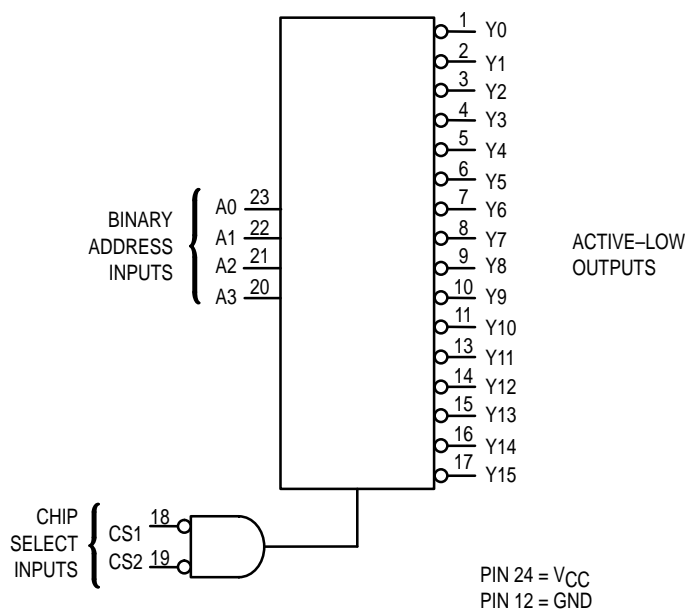 1 Y0
2 Y1
3 Y2
4 Y3
5 Y4
6 Y5
7 Y6
8 Y7
9 Y8
10 Y9
11 Y10
13 Y11
14 Y12
15 Y13
16 Y14
17 Y15
BINARY
ADDRESS
INPUTS
A0 23
A1 22
A2 21
A3 20
ACTIVE–LOW
OUTPUTS
CHIP
SELECT
INPUTS
CS1 18
CS2 19
PIN 24 = VCC
PIN 12 = GND